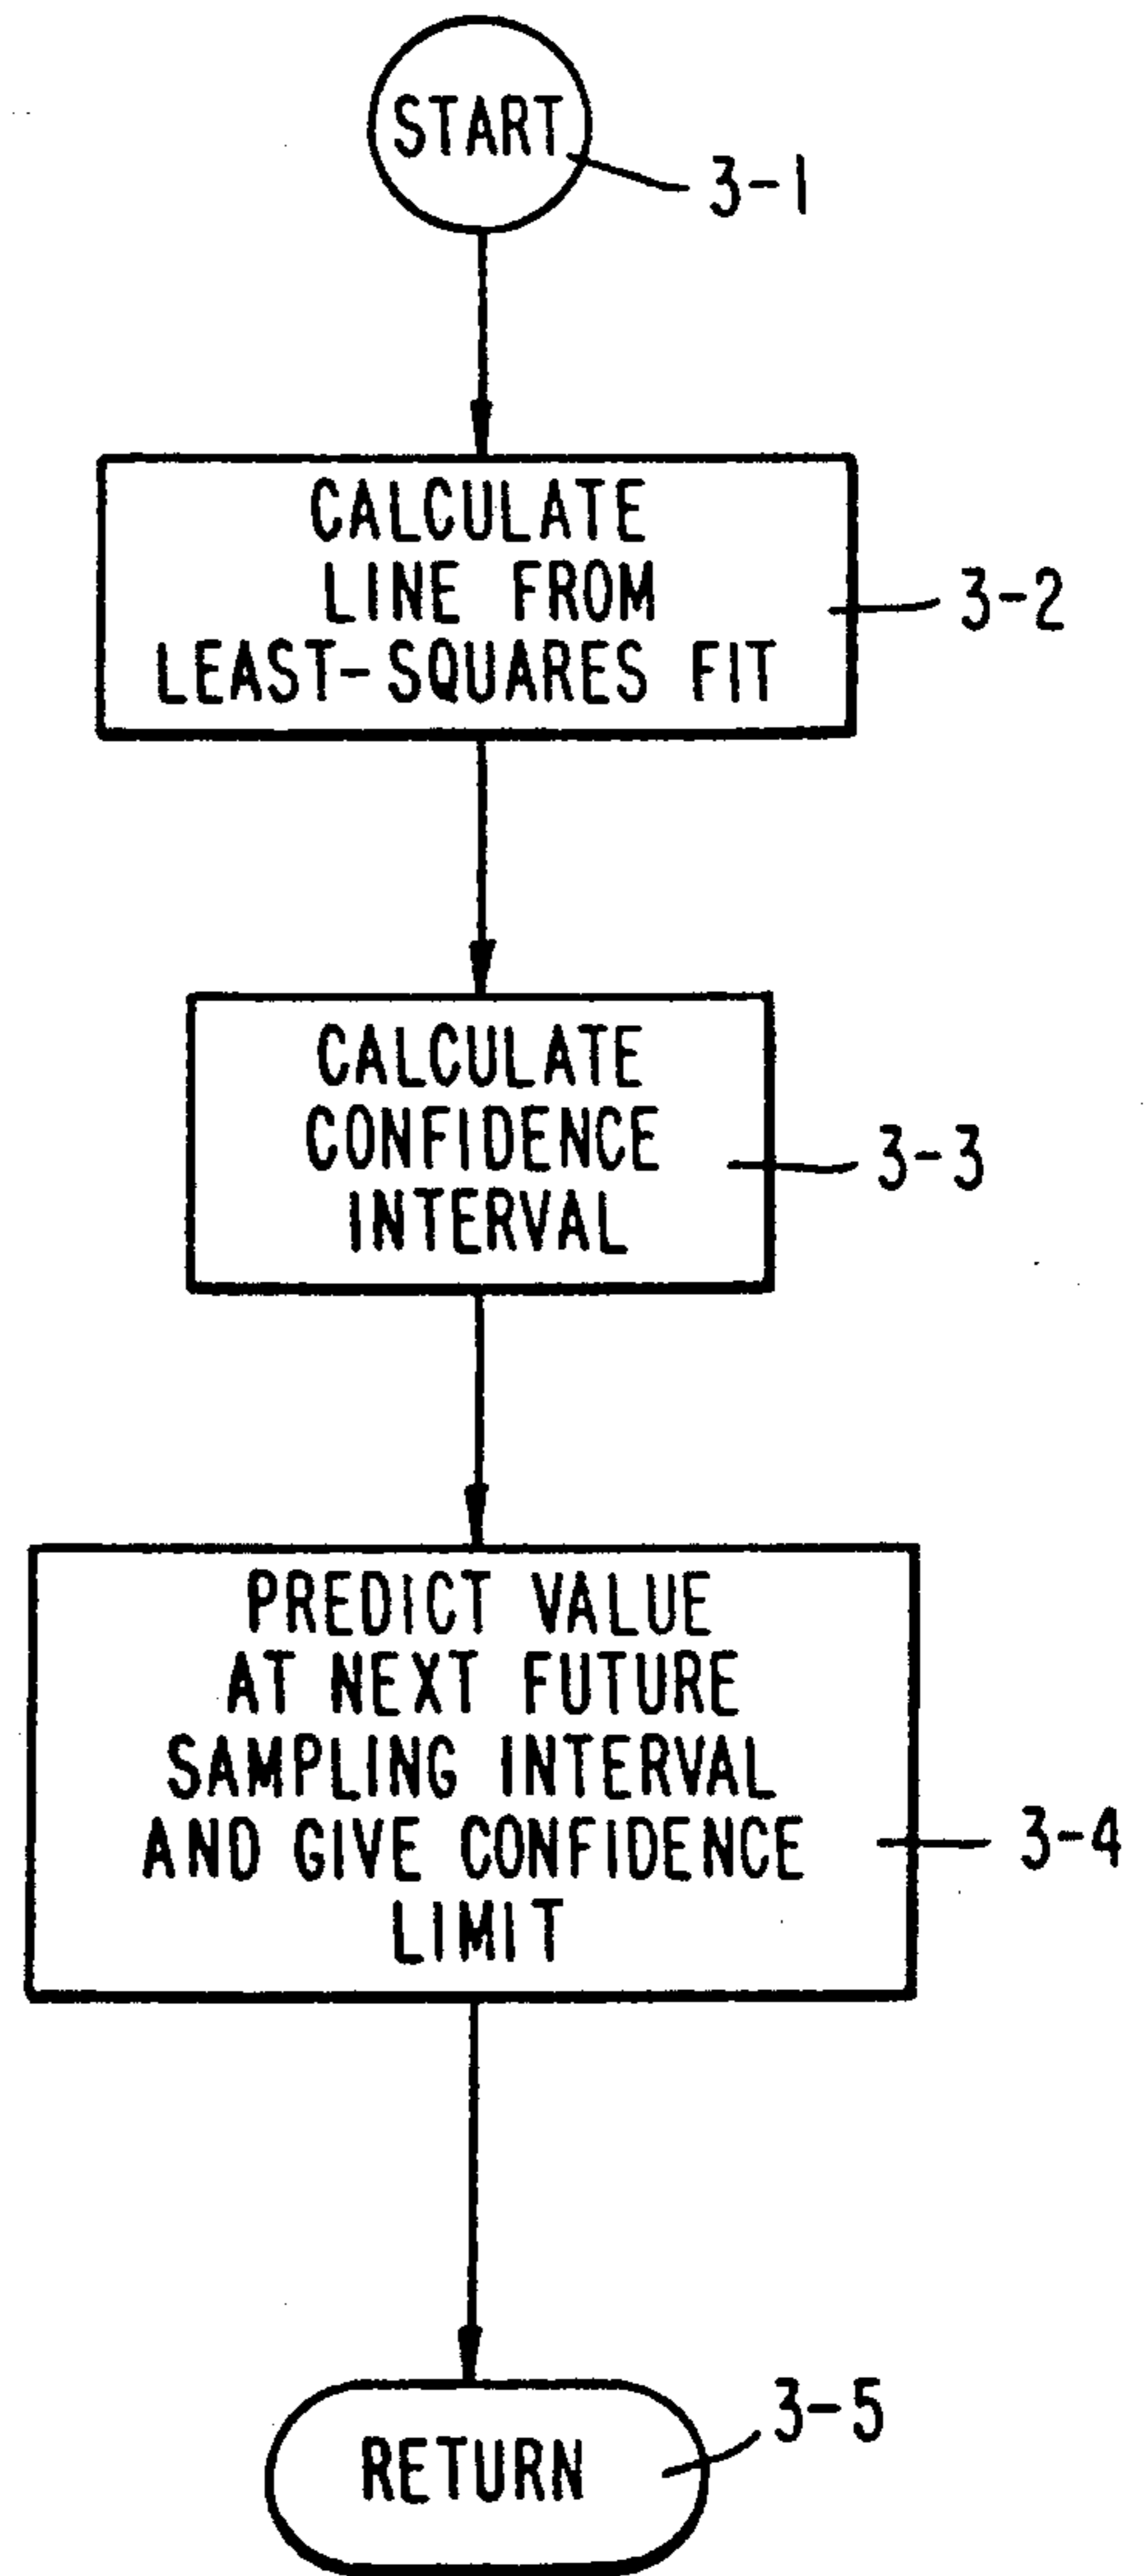 START
3-1
CALCULATE
LINE FROM
LEAST-SQUARES FIT
3-2
CALCULATE
CONFIDENCE
INTERVAL
3-3
PREDICT VALUE
AT NEXT FUTURE
SAMPLING INTERVAL
AND GIVE CONFIDENCE
LIMIT
3-4
RETURN
3-5